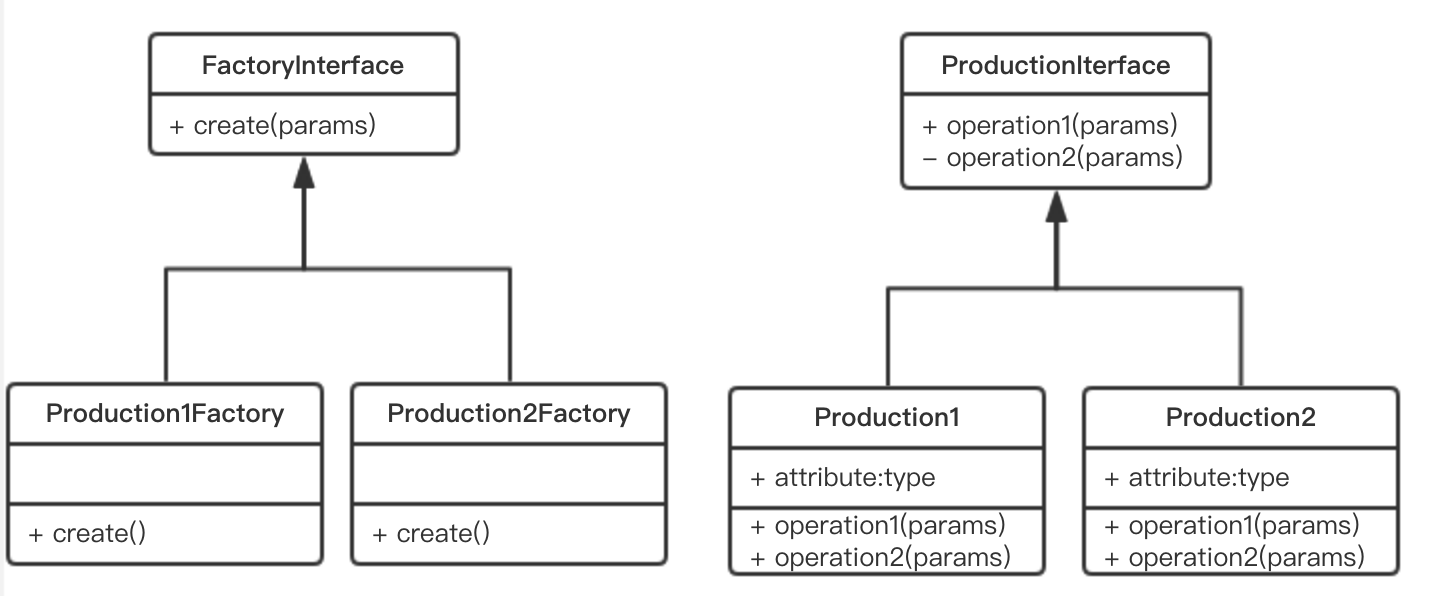 FactoryInterface
+ create(params)
ProductionIterface
+ operation1(params)
− operation2(params)
Production1Factory
+ create()
Production2Factory
+ create()
Production1
+ attribute:type
+ operation1(params)
+ operation2(params)
Production2
+ attribute:type
+ operation1(params)
+ operation2(params)